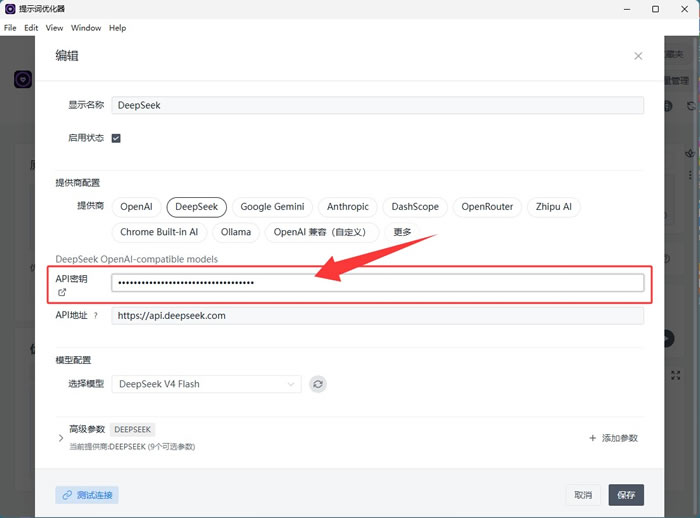 提示词优化器
File Edit View Window Help
编辑
显示名称 DeepSeek
启用状态
提供商配置
提供商 OpenAI DeepSeek Google Gemini Anthropic DashScope OpenRouter Zhipu AI
Chrome Built-in AI Ollama OpenAI 兼容（自定义） 更多
DeepSeek OpenAI-compatible models
API密钥 ••••••••••••••••••••••••••••••••••••
API地址 ? https://api.deepseek.com
模型配置
选择模型 DeepSeek V4 Flash
高级参数 DEEPSEEK
当前提供商:DEEPSEEK (9个可选参数)
+ 添加参数
测试连接 取消 保存